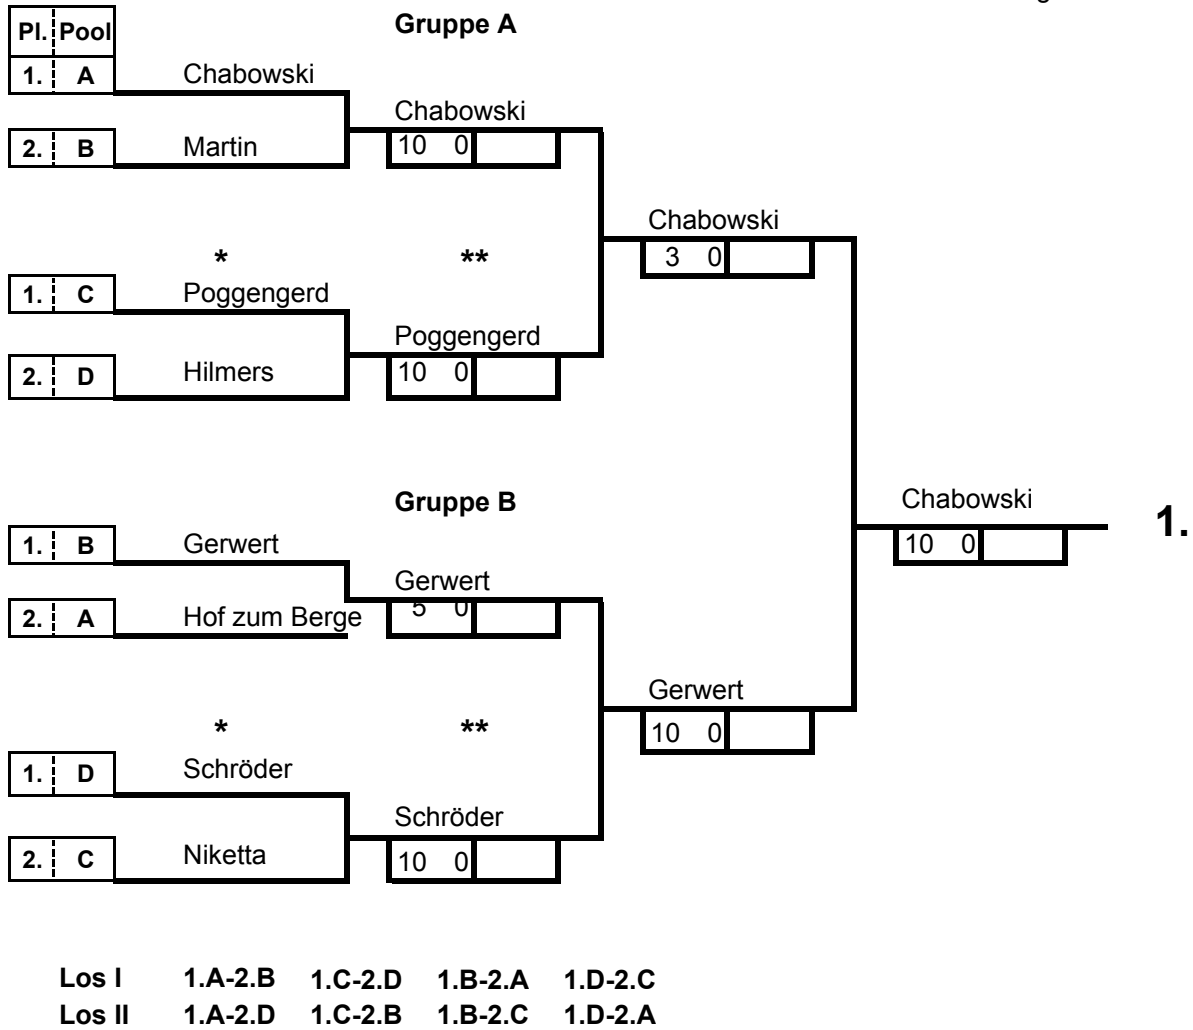 g
Pl. Pool
Gruppe A
1. A Chabowski
Chabowski
2. B Martin 10 0
Chabowski
* ** 3 0
1. C Poggengerd
Poggengerd
2. D Hilmers 10 0
Gruppe B
Chabowski
1.
1. B Gerwert 10 0
Gerwert
2. A Hof zum Berge 5 0
Gerwert
* ** 10 0
1. D Schröder
Schröder
2. C Niketta 10 0
Los I 1.A-2.B 1.C-2.D 1.B-2.A 1.D-2.C
Los II 1.A-2.D 1.C-2.B 1.B-2.C 1.D-2.A